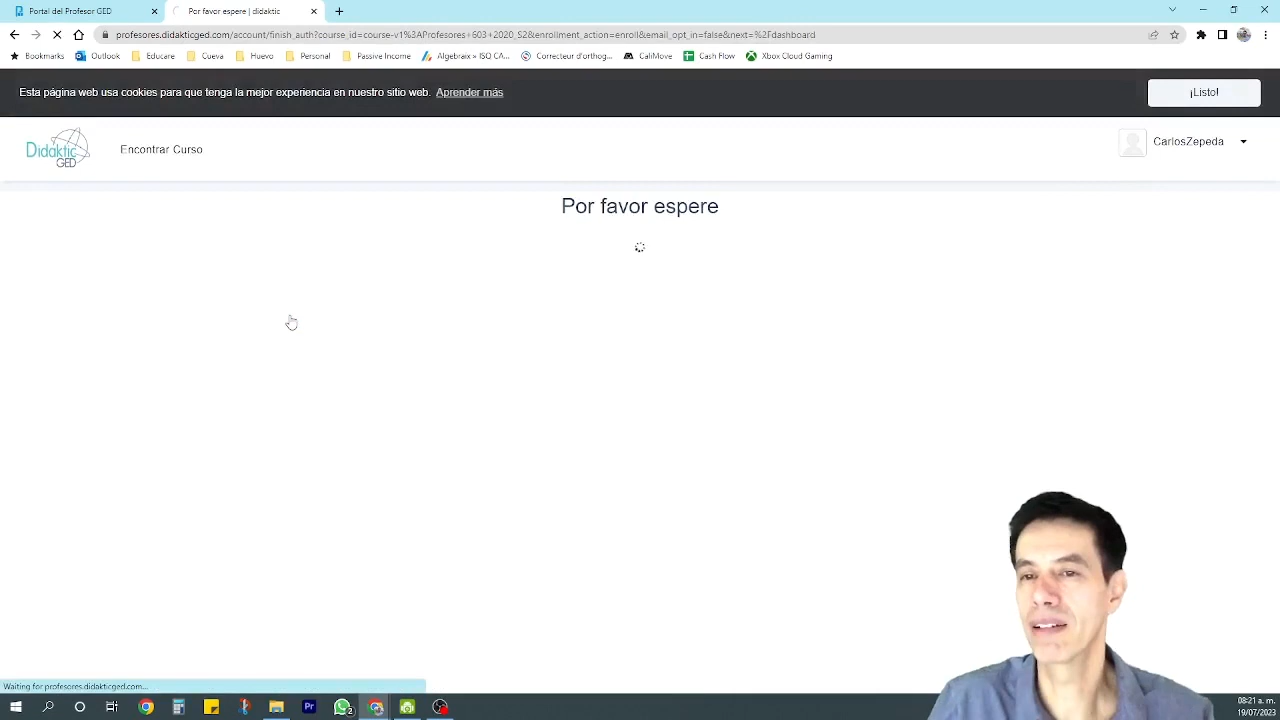 Portal del Profesor GED
Por favor espere | didaktic
profesores.didakticged.com/account/finish_auth?course_id=course-v1%3AProfesores+603+2020_S2&enrollment_action=enroll&email_opt_in=false&next=%2Fdashboard
Bookmarks Outlook Educare Cueva Huevo Personal Passive Income Algebraix » ISQ CA... Correcteur d'orthog... CaliMove Cash Flow Xbox Cloud Gaming
Esta página web usa cookies para que tenga la mejor experiencia en nuestro sitio web. Aprender más
¡Listo!
Didaktic
GED
Encontrar Curso
CarlosZepeda
Por favor espere
Waiting for profesores.didakticged.com...
Pr
2
08:21 a. m.
19/07/2023